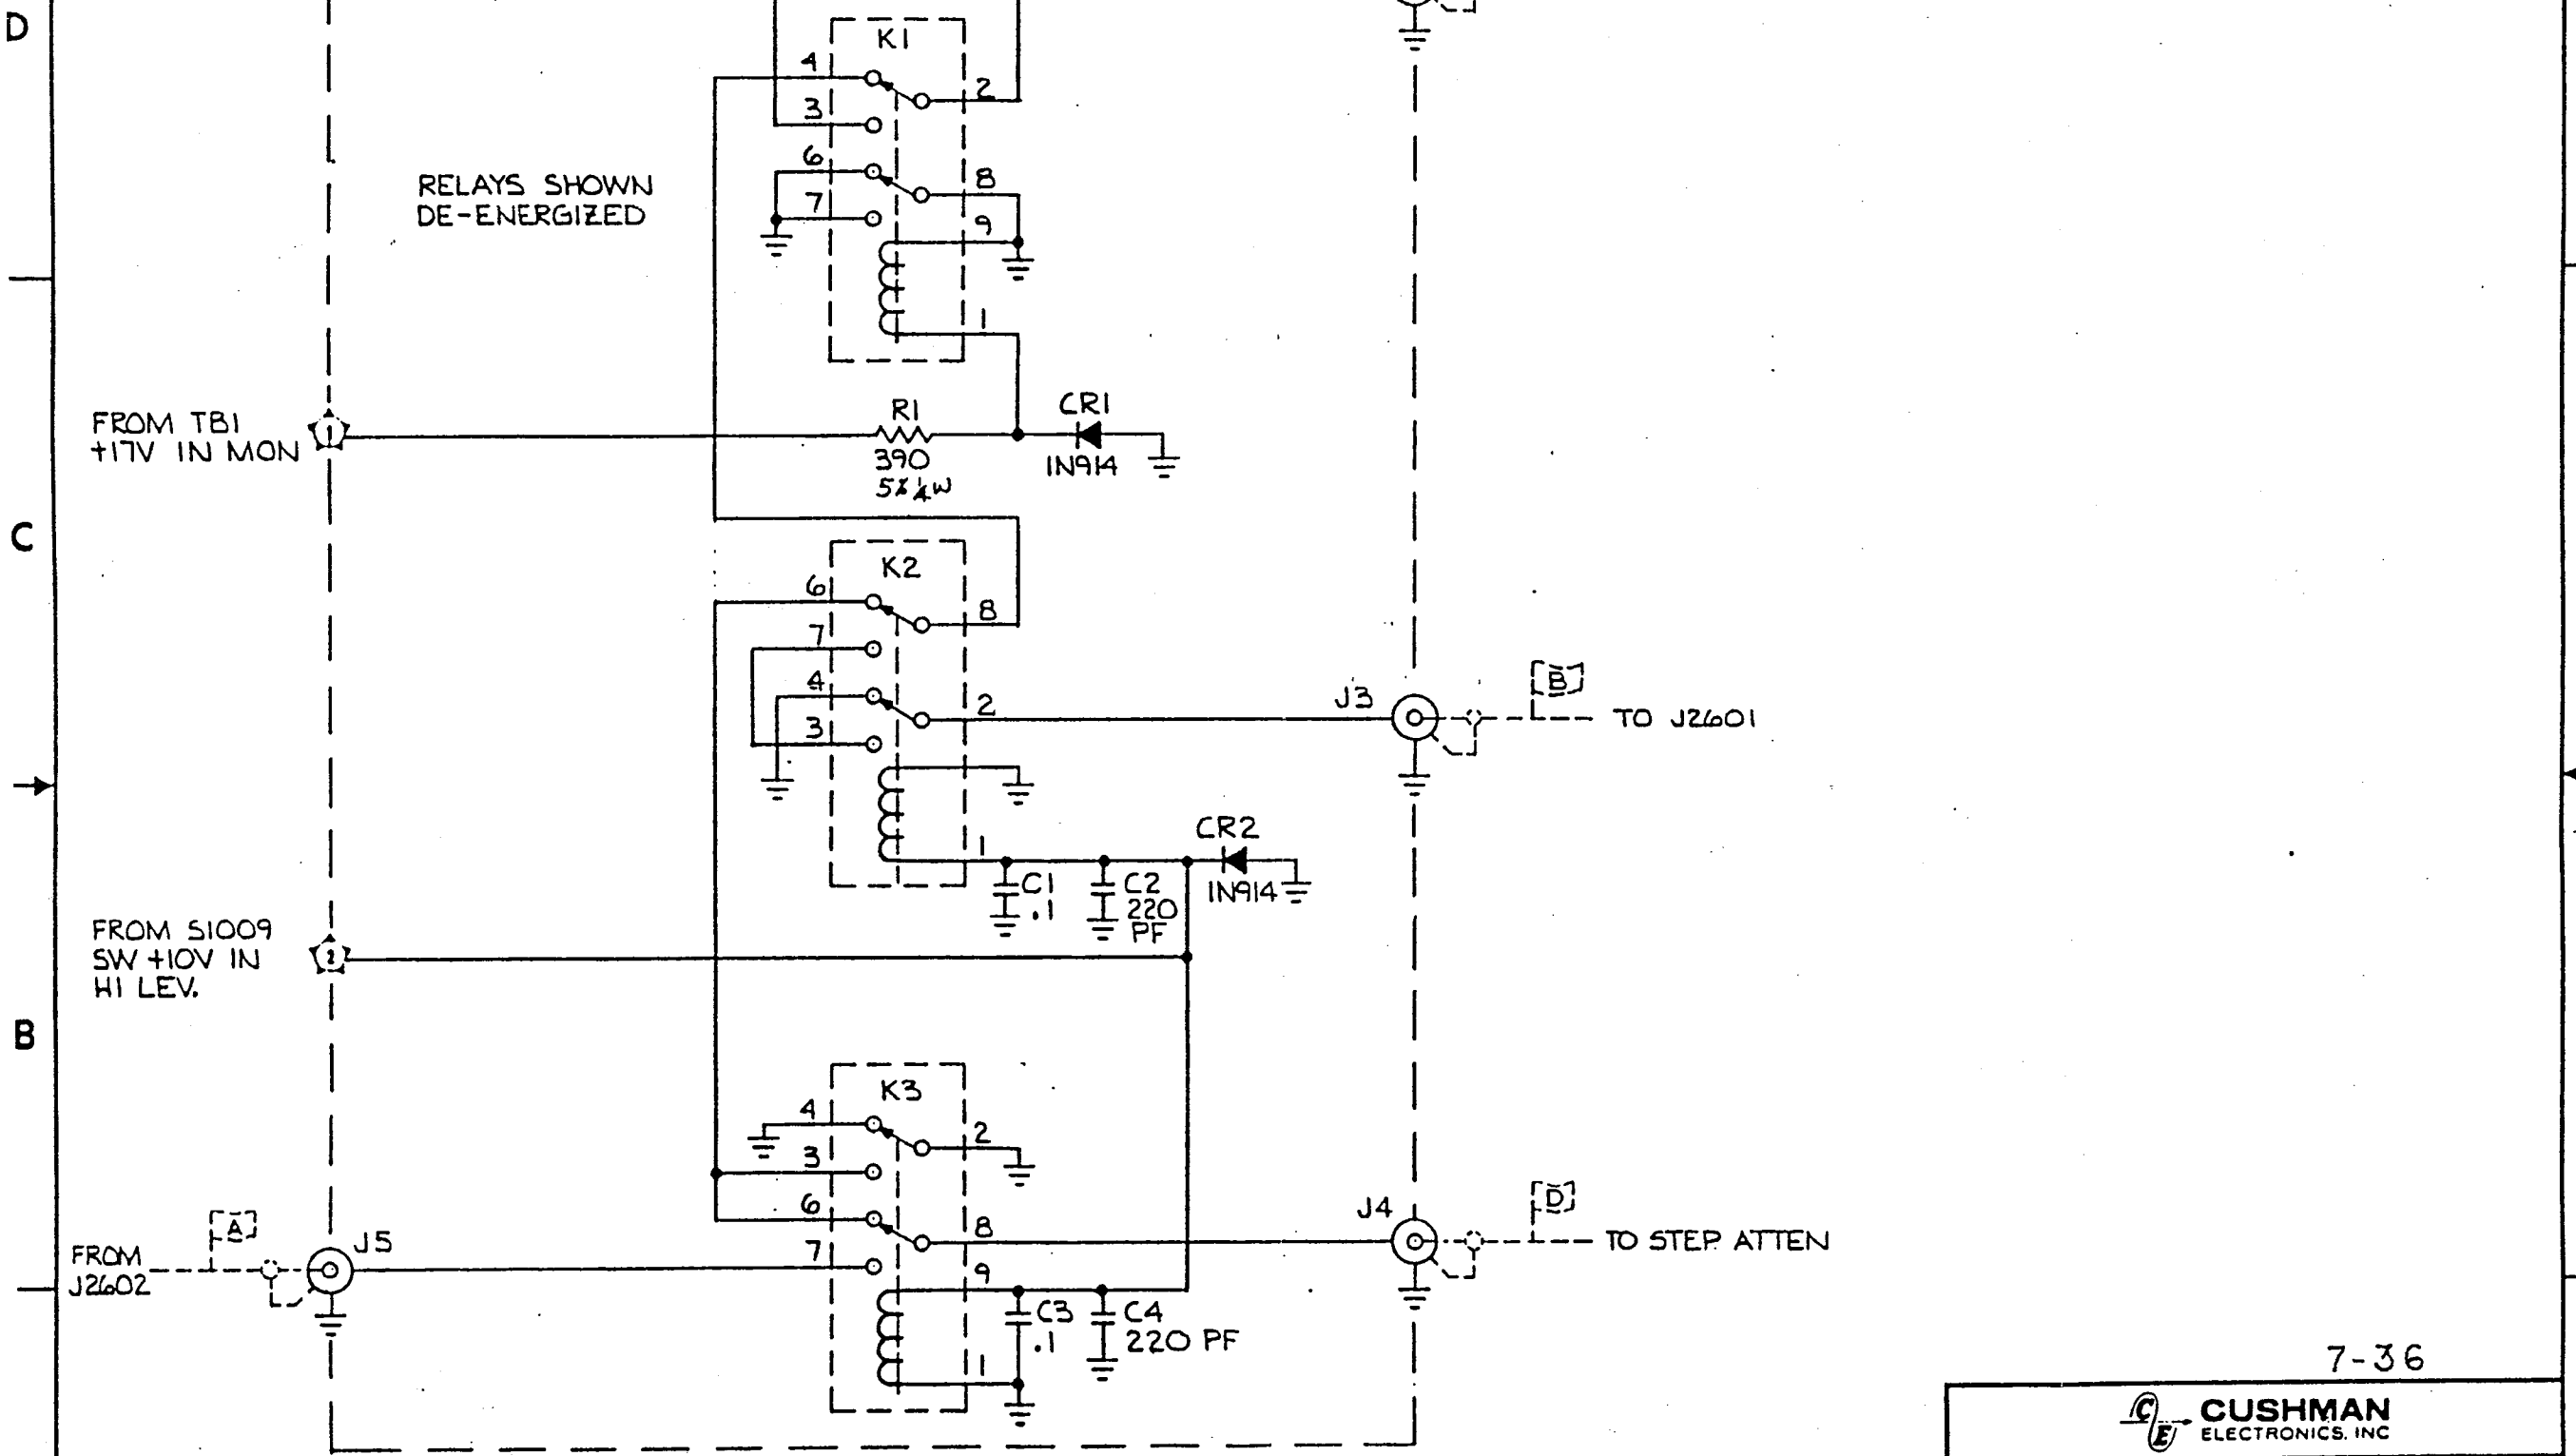 D
K1
4
2
3
6
8
7
9
1
RELAYS SHOWN
DE-ENERGIZED
FROM TB1
+17V IN MON
1
R1
390
5% ¼W
CR1
1N914
C
K2
6
8
7
4
2
3
1
J3
B
TO J2601
CR2
1N914
C1
.1
C2
220
PF
FROM S1009
SW +10V IN
HI LEV.
2
B
K3
4
2
3
6
8
7
9
1
J4
D
TO STEP ATTEN
A
J5
FROM
J2602
C3
.1
C4
220 PF
7-36
CE
CUSHMAN
ELECTRONICS, INC